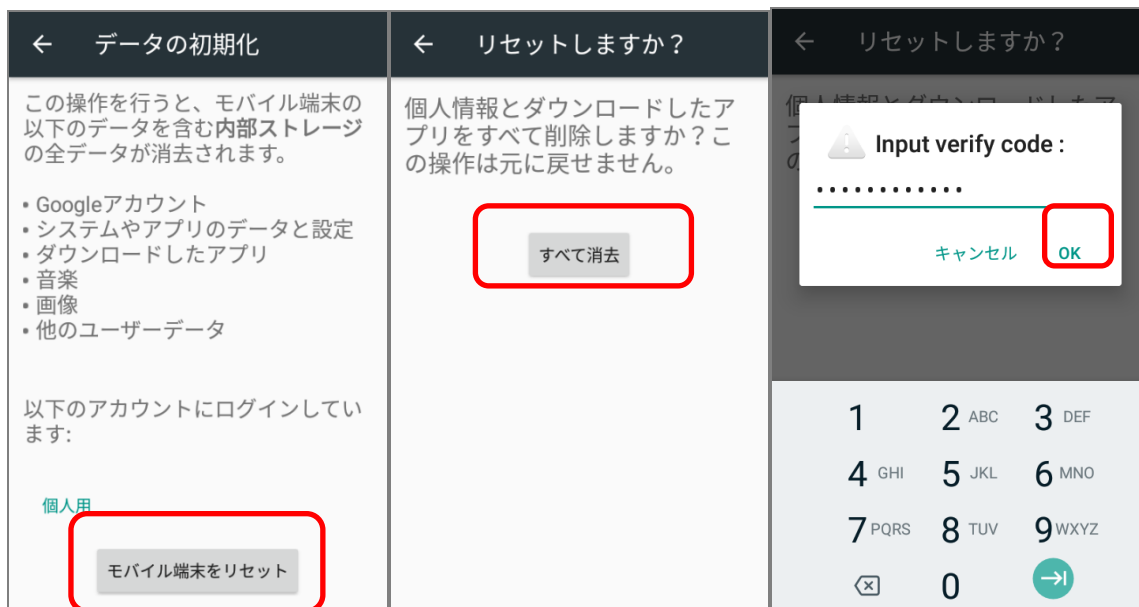 ← データの初期化
この操作を行うと、モバイル端末の
以下のデータを含む内部ストレージ
の全データが消去されます。
• Googleアカウント
• システムやアプリのデータと設定
• ダウンロードしたアプリ
• 音楽
• 画像
• 他のユーザーデータ
以下のアカウントにログインしてい
ます:
個人用
モバイル端末をリセット
← リセットしますか？
個人情報とダウンロードしたア
プリをすべて削除しますか？こ
の操作は元に戻せません。
すべて消去
← リセットしますか？
Input verify code :
••••••••••••
キャンセル OK
1 2 ABC 3 DEF
4 GHI 5 JKL 6 MNO
7 PQRS 8 TUV 9 WXYZ
0